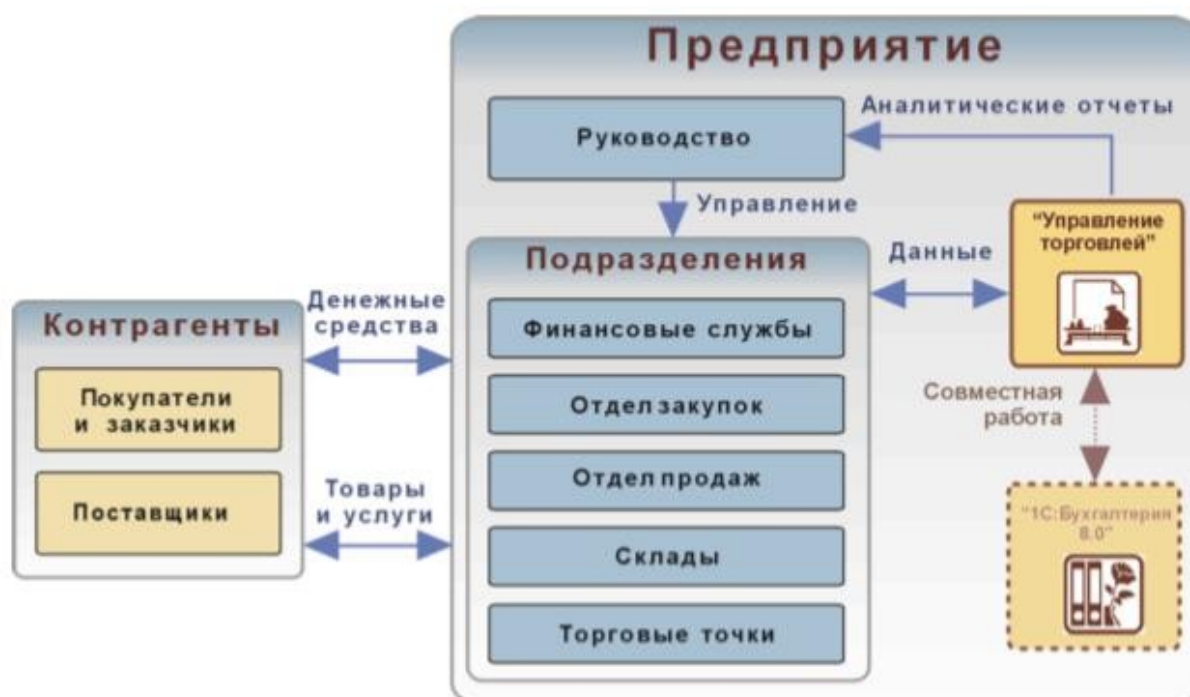 Предприятие
Аналитические отчеты
Руководство
Управление
“Управление
торговлей”
Подразделения
Данные
Денежные
средства
Контрагенты
Финансовые службы
Покупатели
и заказчики
Отдел закупок
Совместная
работа
Отдел продаж
Товары
и услуги
Поставщики
“1С:Бухгалтерия
8.0”
Склады
Торговые точки